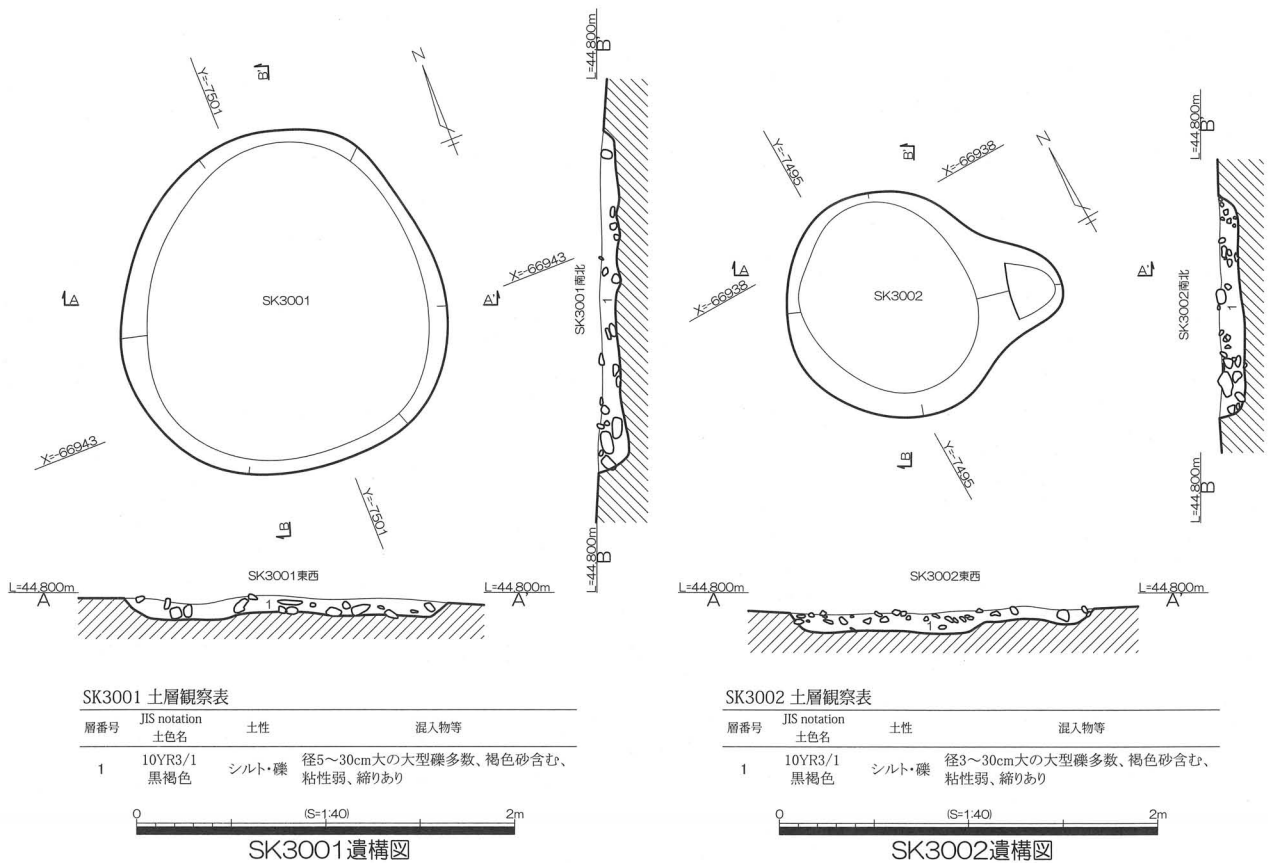 L=44.800m
B'
N
Y=-7501
B'
SK3001
A
A'
X=-66943
SK3001南北
1
X=-66943
Y=-7501
B
L=44.800m
B
SK3001東西
L=44.800m
A
L=44.800m
A'
1
SK3001 土層観察表
層番号 JIS notation 土色名 土性 混入物等
1 10YR3/1 黒褐色 シルト・礫 径5～30cm大の大型礫多数、褐色砂含む、
粘性弱、締りあり
0 (S=1:40) 2m
SK3001遺構図
L=44.800m
B'
N
Y=-7495
B'
X=-66938
A
A'
X=-66938
SK3002
SK3002南北
1
B
Y=-7495
L=44.800m
B
SK3002東西
L=44.800m
A
L=44.800m
A'
1
SK3002 土層観察表
層番号 JIS notation 土色名 土性 混入物等
1 10YR3/1 黒褐色 シルト・礫 径3～30cm大の大型礫多数、褐色砂含む、
粘性弱、締りあり
0 (S=1:40) 2m
SK3002遺構図